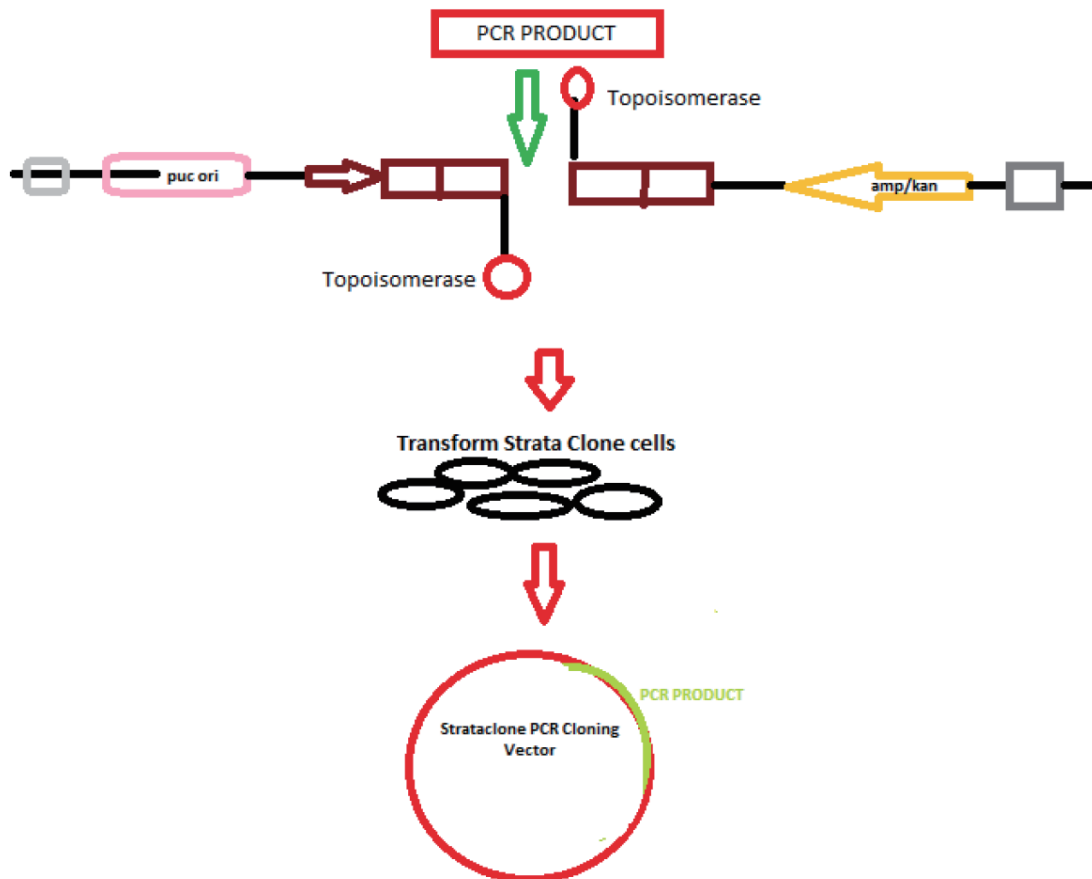 PCR PRODUCT
Topoisomerase
puc ori
amp/kan
Topoisomerase
Transform Strata Clone cells
PCR PRODUCT
Strataclone PCR Cloning
Vector